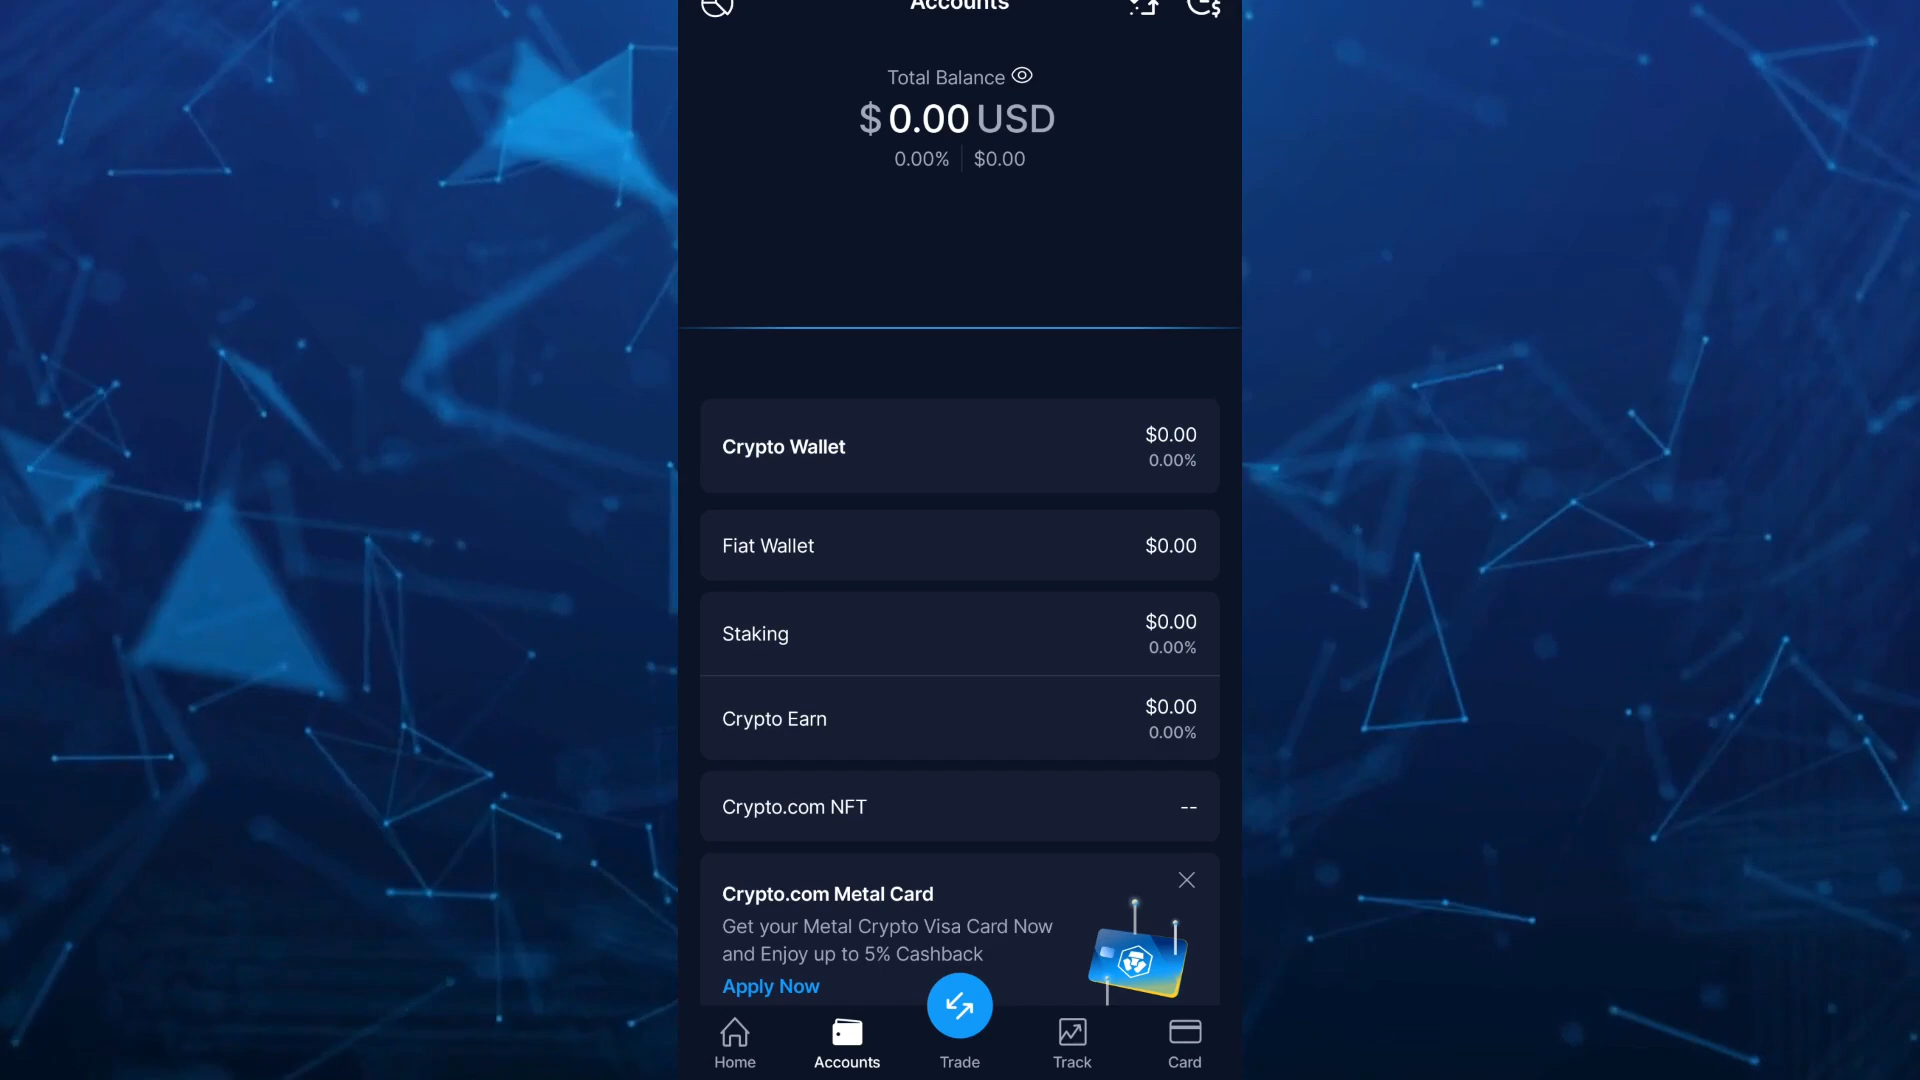 Accounts
Total Balance
$0.00 USD
0.00% $0.00
Crypto Wallet
$0.00
0.00%
Fiat Wallet
$0.00
Staking
$0.00
0.00%
Crypto Earn
$0.00
0.00%
Crypto.com NFT
--
Crypto.com Metal Card
Get your Metal Crypto Visa Card Now
and Enjoy up to 5% Cashback
Apply Now
Home
Accounts
Trade
Track
Card